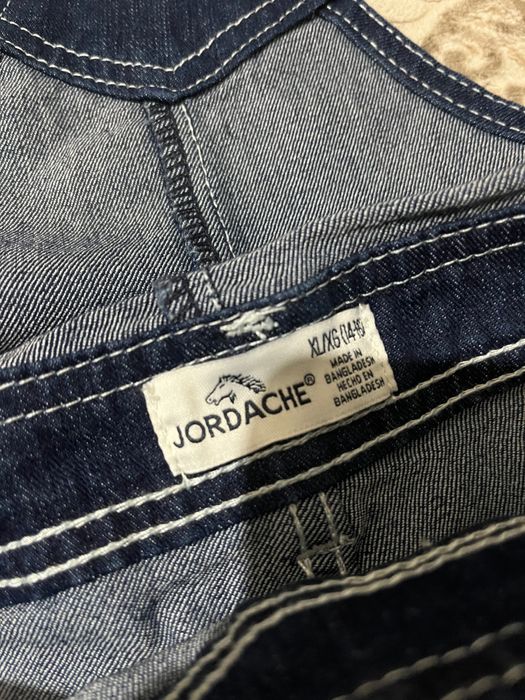 JORDACHE®
XL/XG (14-16)
MADE IN
BANGLADESH
HECHO EN
BANGLADESH